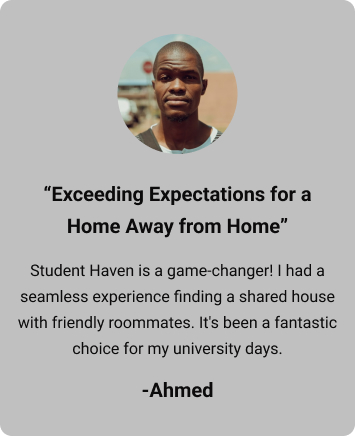 “Exceeding Expectations for a
Home Away from Home”
Student Haven is a game-changer! I had a
seamless experience finding a shared house
with friendly roommates. It's been a fantastic
choice for my university days.
-Ahmed